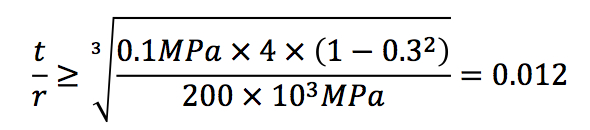 t/r ≥ ∛(0.1MPa × 4 × (1 − 0.3²) / 200 × 10³MPa) = 0.012